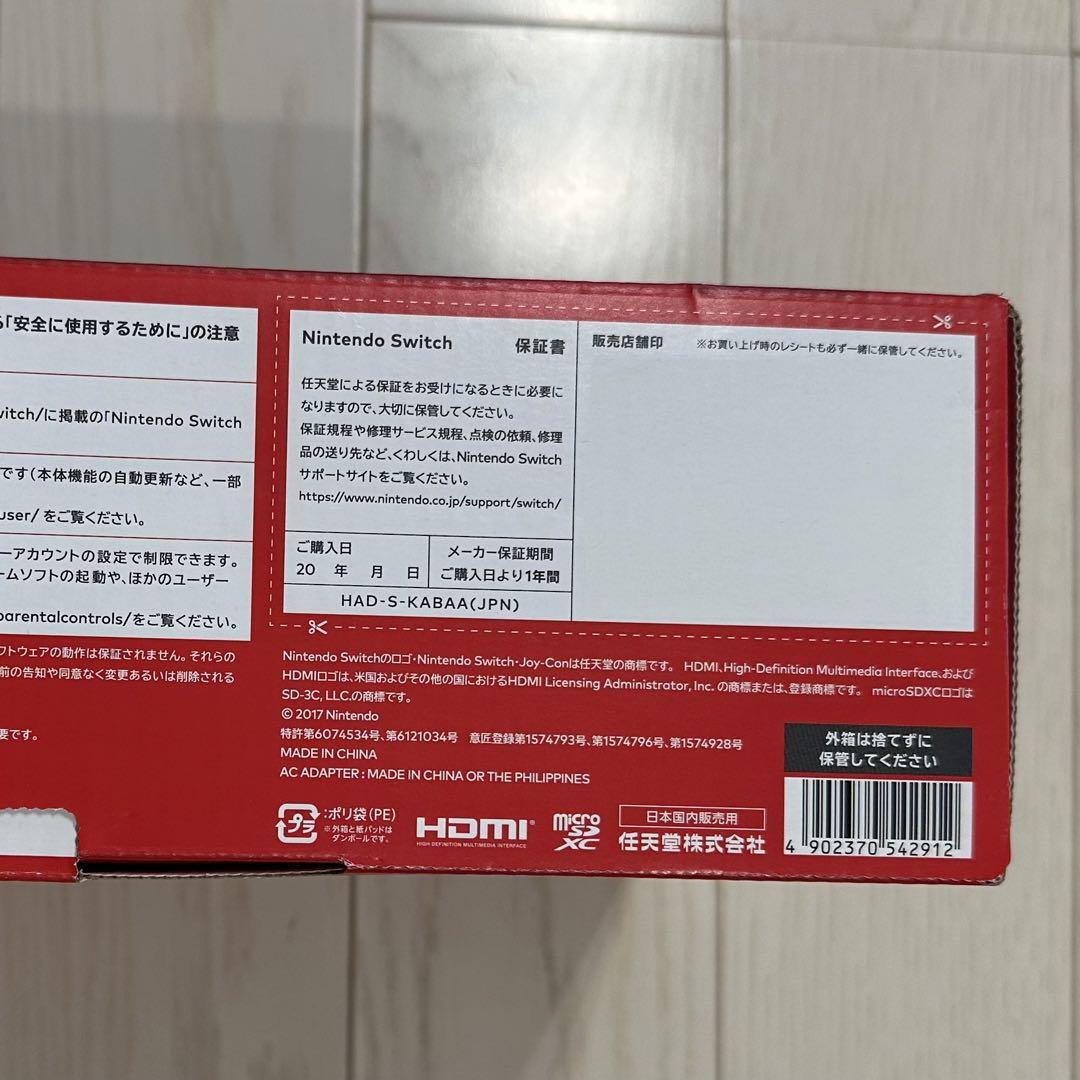 る「安全に使用するために」の注意
witch/に掲載の「Nintendo Switch
です(本体機能の自動更新など、一部
user/ をご覧ください。
ーアカウントの設定で制限できます。
ームソフトの起動や、ほかのユーザー
parentalcontrols/をご覧ください。
フトウェアの動作は保証されません。それらの
前の告知や同意なく変更あるいは削除される
要です。
Nintendo Switch 保証書
任天堂による保証をお受けになるときに必要に
なりますので、大切に保管してください。
保証規程や修理サービス規程、点検の依頼、修理
品の送り先など、くわしくは、Nintendo Switch
サポートサイトをご覧ください。
https://www.nintendo.co.jp/support/switch/
ご購入日
20 年 月 日
メーカー保証期間
ご購入日より1年間
HAD-S-KABAA(JPN)
販売店舗印 ※お買い上げ時のレシートも必ず一緒に保管してください。
Nintendo Switchのロゴ・Nintendo Switch・Joy-Conは任天堂の商標です。 HDMI、High-Definition Multimedia Interface、および
HDMIロゴは、米国およびその他の国におけるHDMI Licensing Administrator, Inc. の商標または、登録商標です。 microSDXCロゴは
SD-3C, LLC.の商標です。
© 2017 Nintendo
特許第6074534号、第6121034号 意匠登録第1574793号、第1574796号、第1574928号
MADE IN CHINA
AC ADAPTER : MADE IN CHINA OR THE PHILIPPINES
プラ
:ポリ袋(PE)
※外箱と紙パッドは
ダンボールです。
HDMI
HIGH DEFINITION MULTIMEDIA INTERFACE
micro
SD
XC
日本国内販売用
任天堂株式会社
外箱は捨てずに
保管してください
4 902370 542912